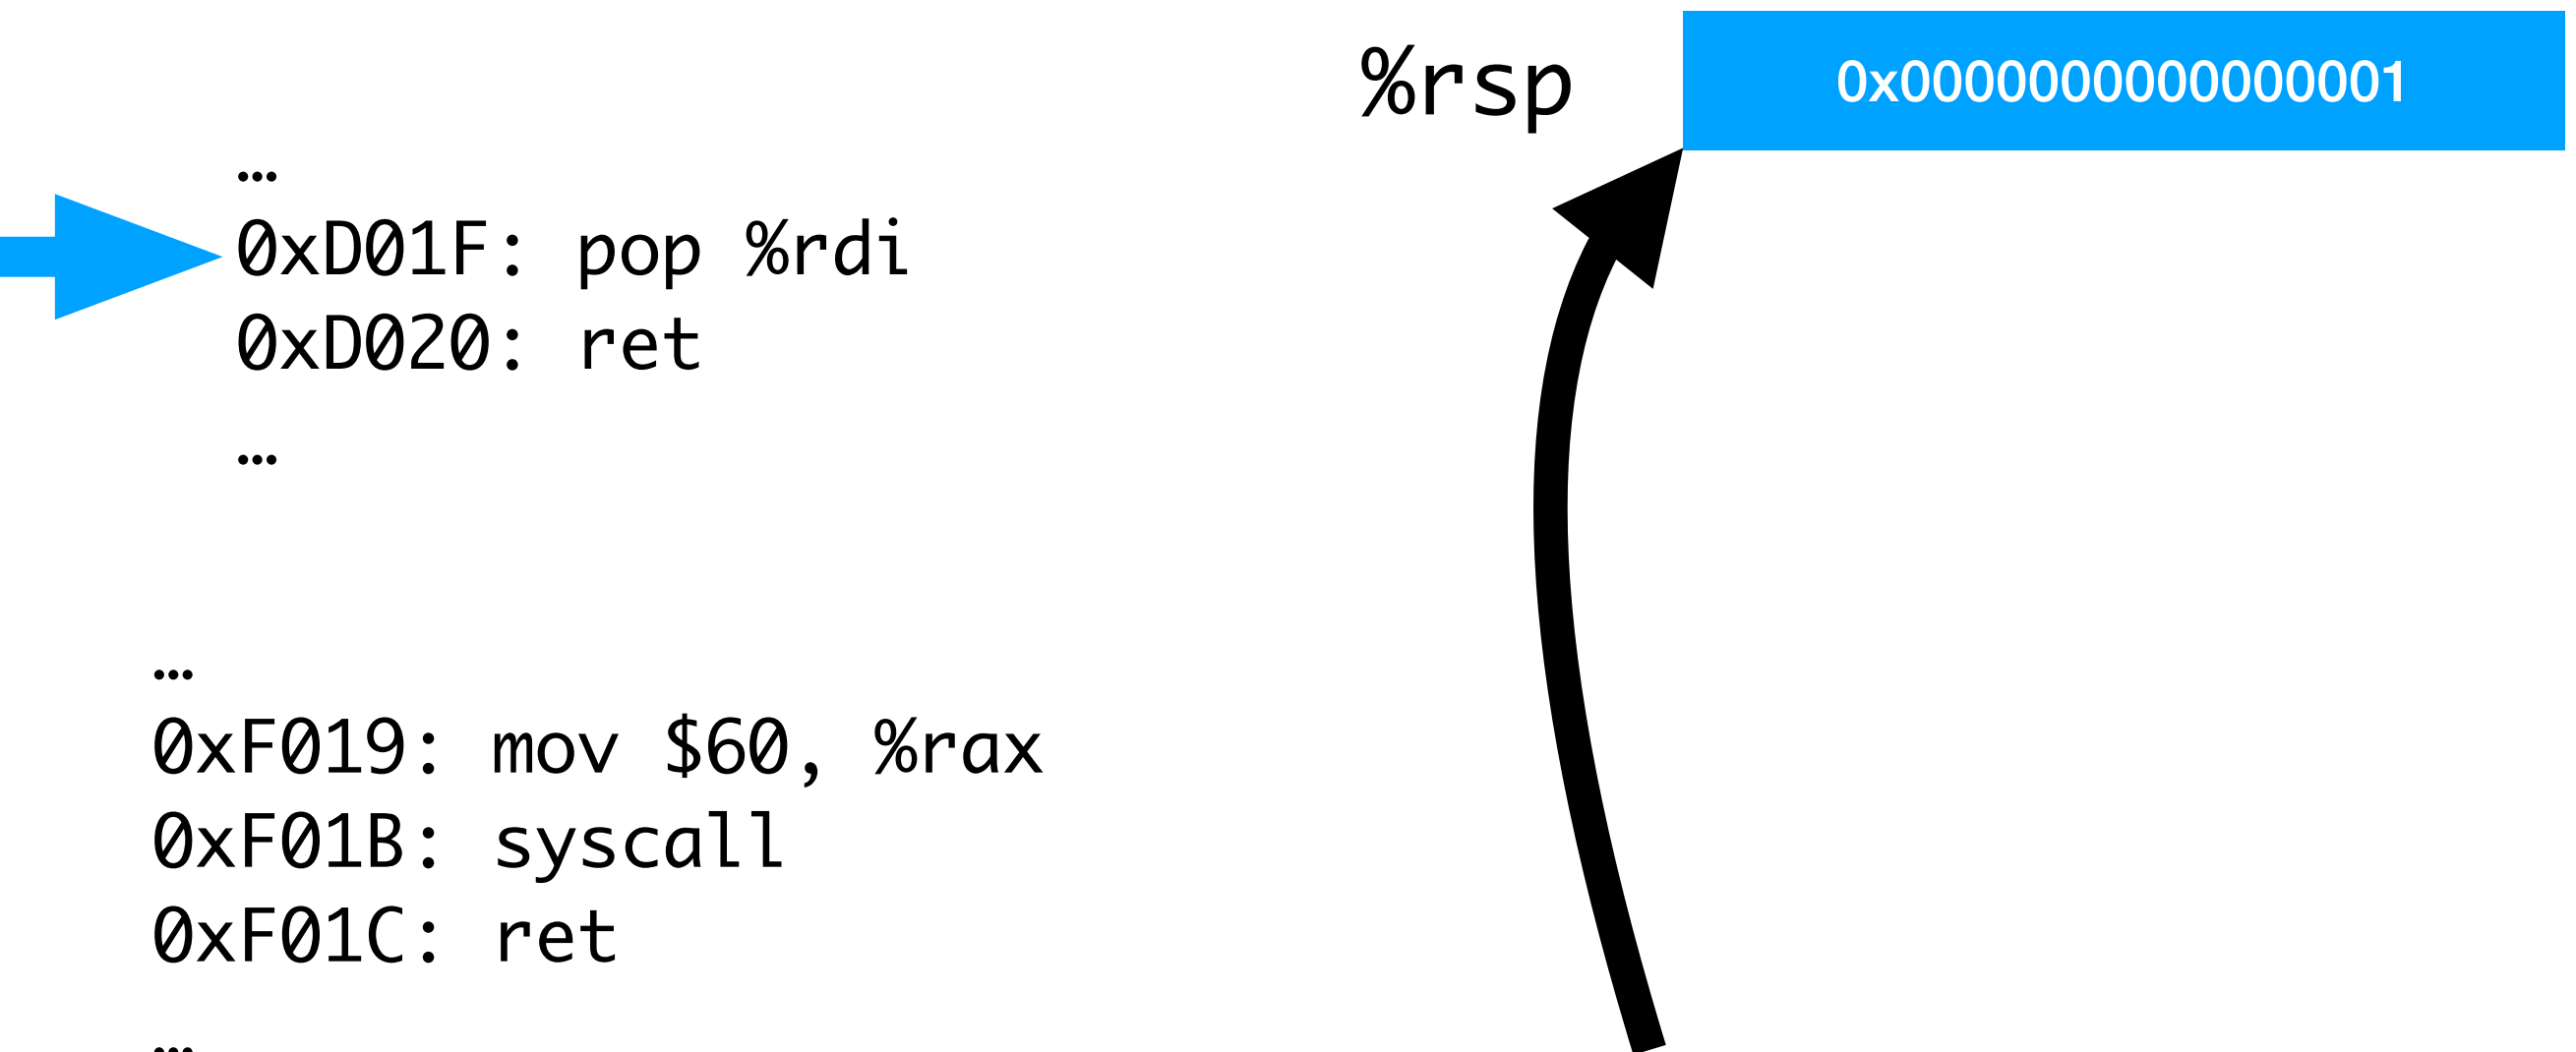 %rsp
0x0000000000000001
…
0xD01F: pop %rdi
0xD020: ret
…
…
0xF019: mov $60, %rax
0xF01B: syscall
0xF01C: ret
…